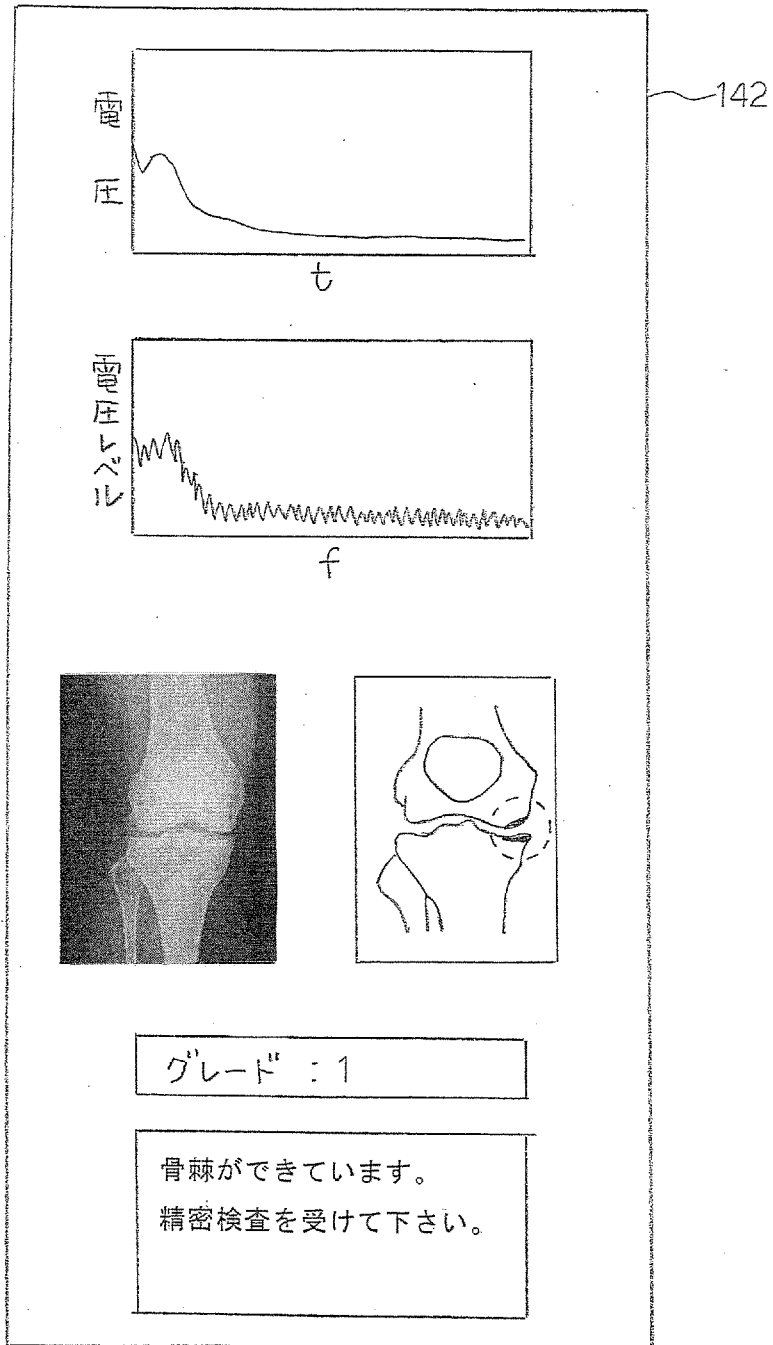 142
電圧
t
電圧レベル
f
グレード : 1
骨棘ができています。
精密検査を受けて下さい。